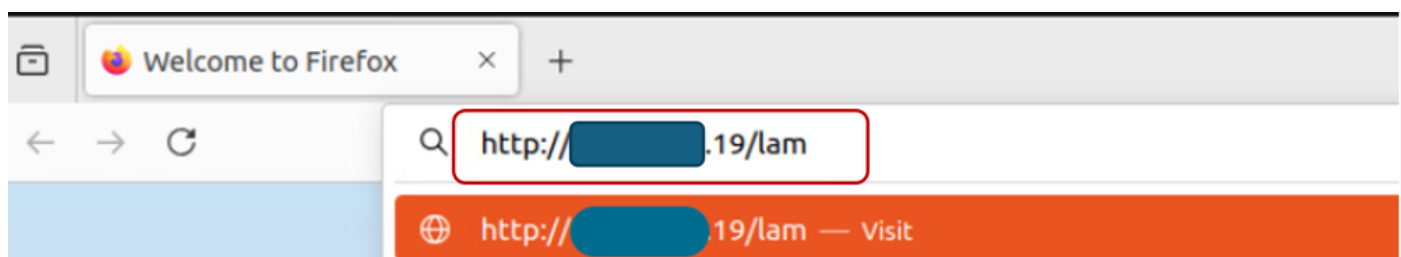 Welcome to Firefox
http:// .19/lam
http:// .19/lam — Visit